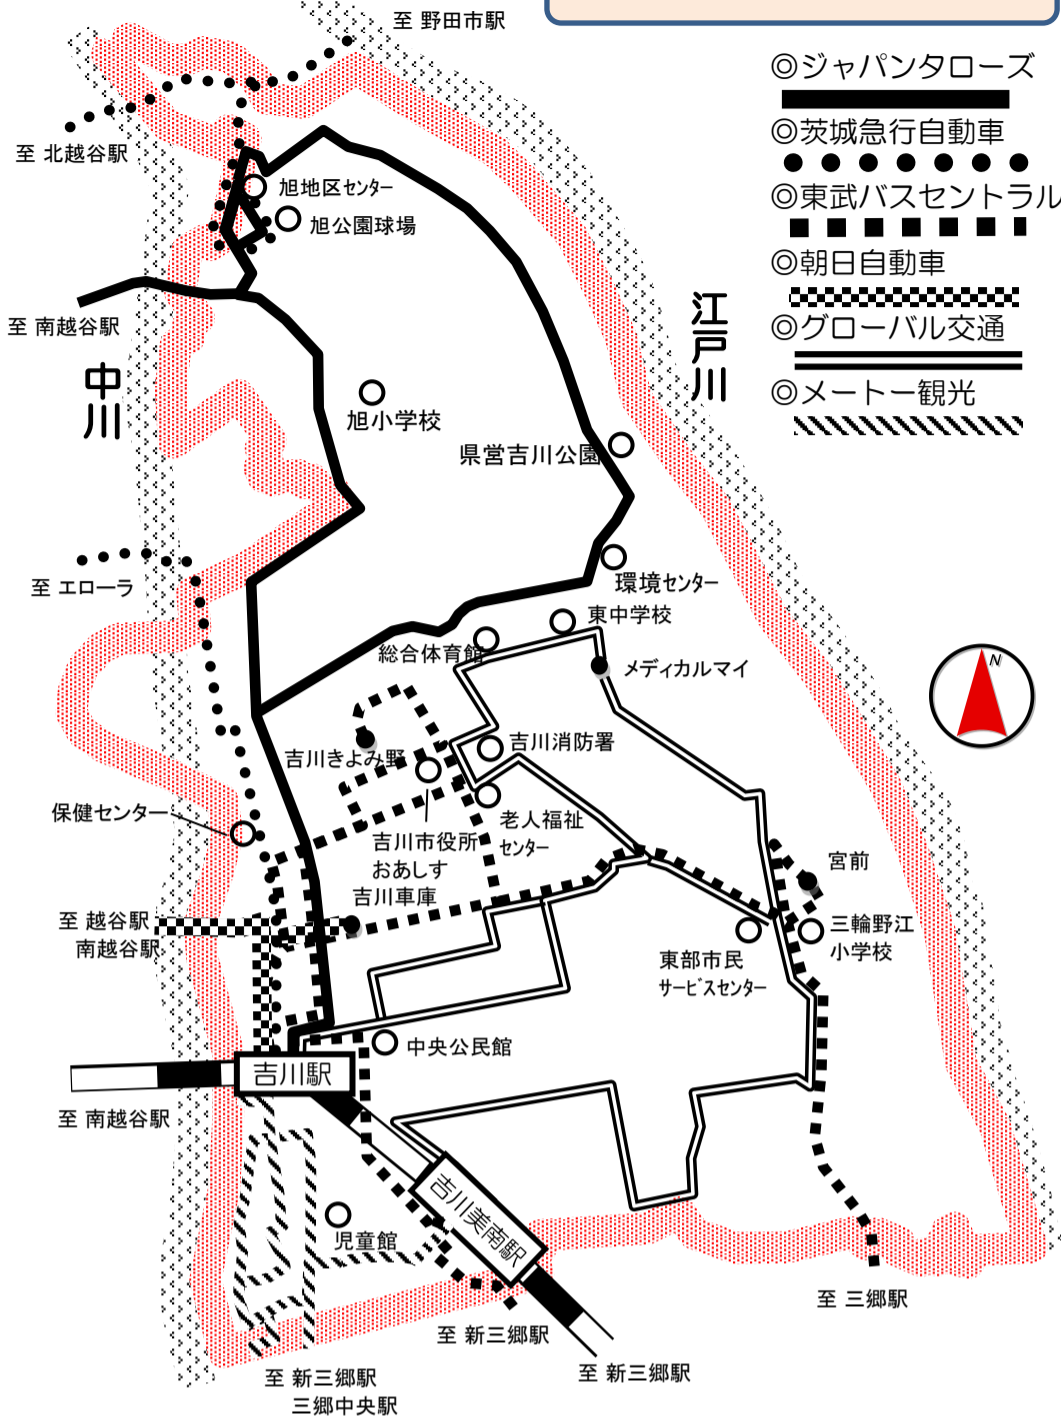 至 野田市駅
◎ジャパンタローズ
◎茨城急行自動車
◎東武バスセントラル
◎朝日自動車
◎グローバル交通
◎メートー観光
至 北越谷駅
旭地区センター
旭公園球場
至 南越谷駅
中川
江戸川
旭小学校
県営吉川公園
至 エローラ
環境センター
東中学校
総合体育館
メディカルマイ
N
吉川消防署
吉川きよみ野
保健センター
老人福祉
センター
吉川市役所
おあしす
吉川車庫
宮前
至 越谷駅
南越谷駅
三輪野江
小学校
東部市民
サービスセンター
中央公民館
吉川駅
至 南越谷駅
吉川美南駅
児童館
至 三郷駅
至 新三郷駅
至 新三郷駅
至 新三郷駅
三郷中央駅